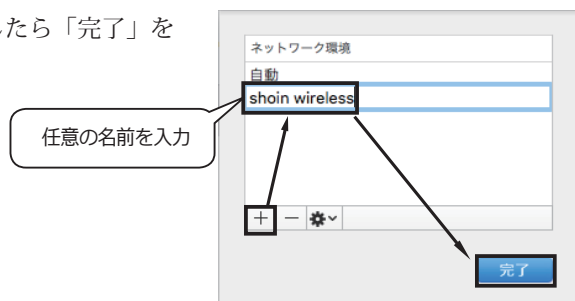 たら「完了」を
ネットワーク環境
自動
shoin wireless
任意の名前を入力
完了